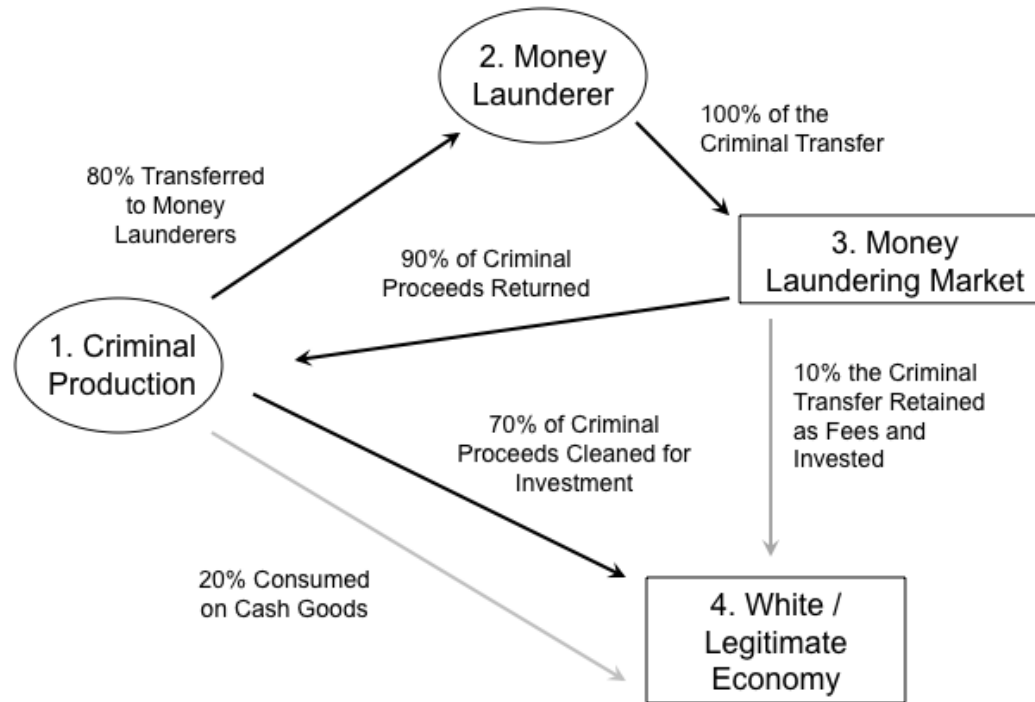 2. Money
Launderer
100% of the
Criminal Transfer
80% Transferred
to Money
Launderers
3. Money
Laundering Market
90% of Criminal
Proceeds Returned
1. Criminal
Production
10% the Criminal
Transfer Retained
as Fees and
Invested
70% of Criminal
Proceeds Cleaned for
Investment
20% Consumed
on Cash Goods
4. White /
Legitimate
Economy